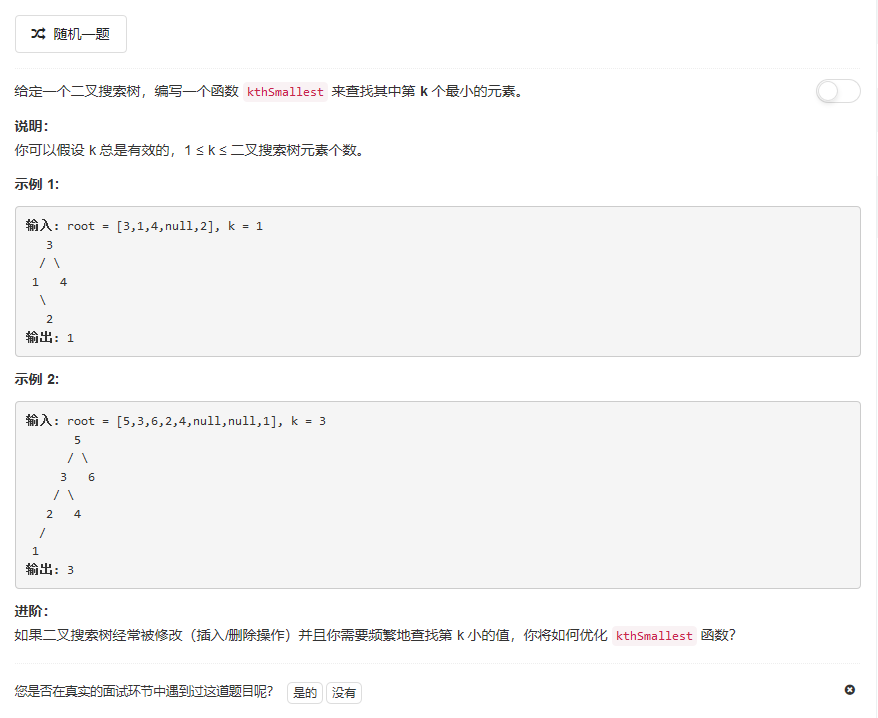 随机一题
给定一个二叉搜索树，编写一个函数 kthSmallest 来查找其中第 k 个最小的元素。
说明：
你可以假设 k 总是有效的，1 ≤ k ≤ 二叉搜索树元素个数。
示例 1:
输入: root = [3,1,4,null,2], k = 1
   3
  / \
 1   4
  \
   2
输出: 1
示例 2:
输入: root = [5,3,6,2,4,null,null,1], k = 3
       5
      / \
     3   6
    / \
   2   4
  /
 1
输出: 3
进阶：
如果二叉搜索树经常被修改（插入/删除操作）并且你需要频繁地查找第 k 小的值，你将如何优化 kthSmallest 函数？
您是否在真实的面试环节中遇到过这道题目呢？ 是的 没有